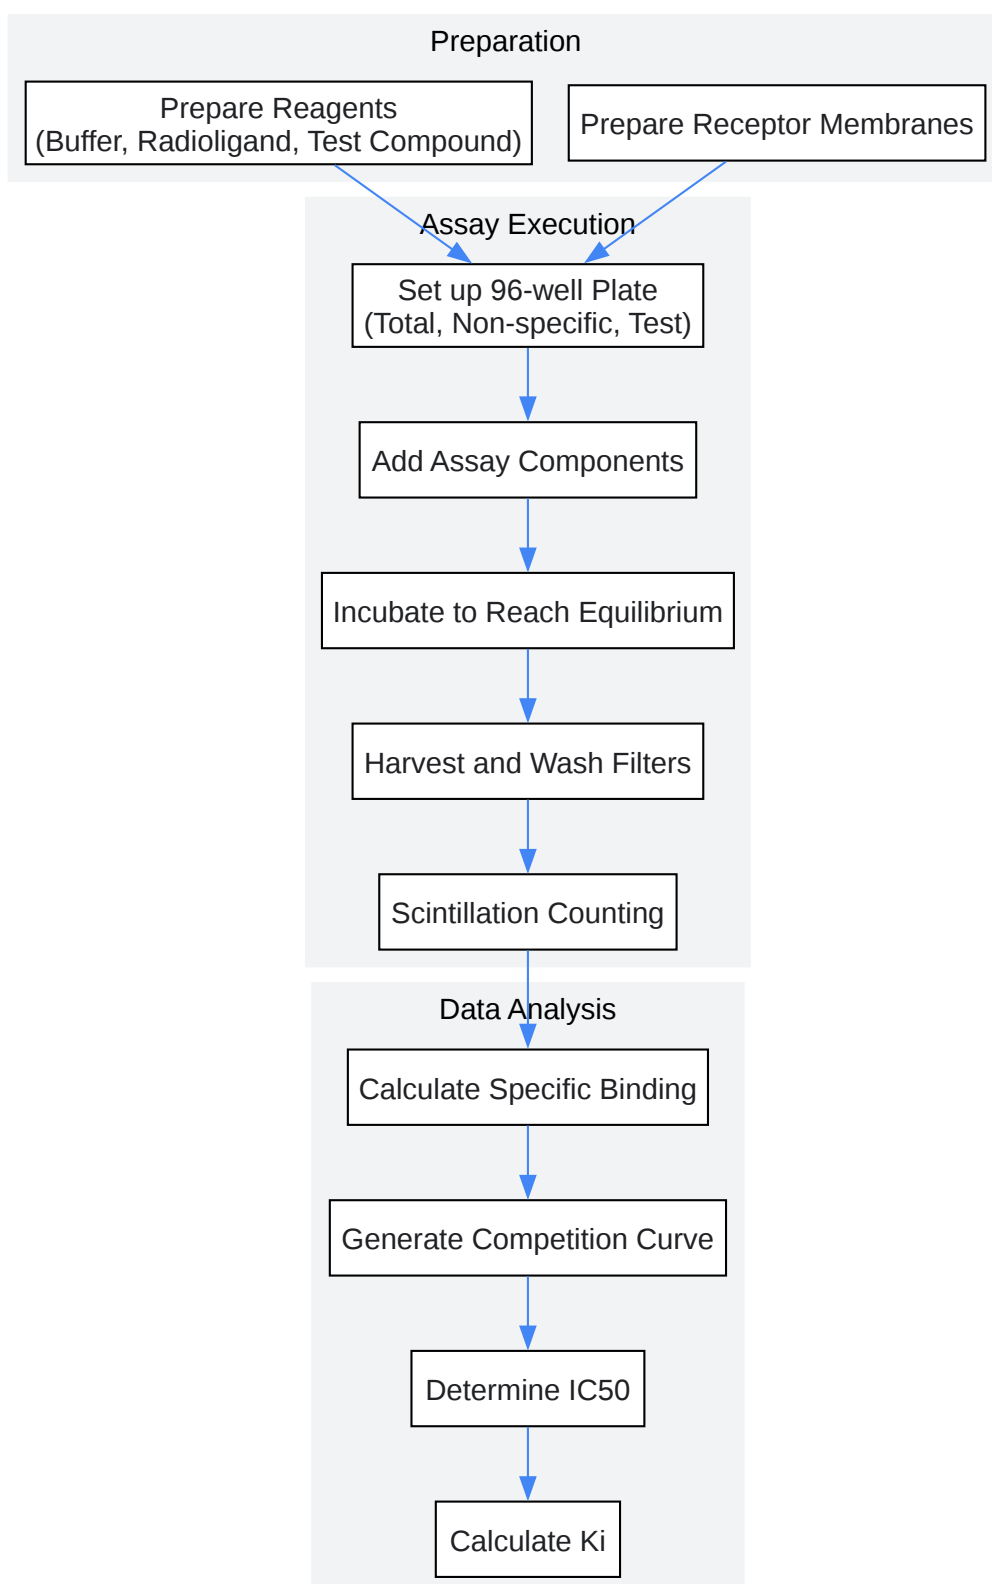 Preparation
Prepare Reagents
(Buffer, Radioligand, Test Compound)
Prepare Receptor Membranes
Assay Execution
Set up 96-well Plate
(Total, Non-specific, Test)
Add Assay Components
Incubate to Reach Equilibrium
Harvest and Wash Filters
Scintillation Counting
Data Analysis
Calculate Specific Binding
Generate Competition Curve
Determine IC50
Calculate Ki